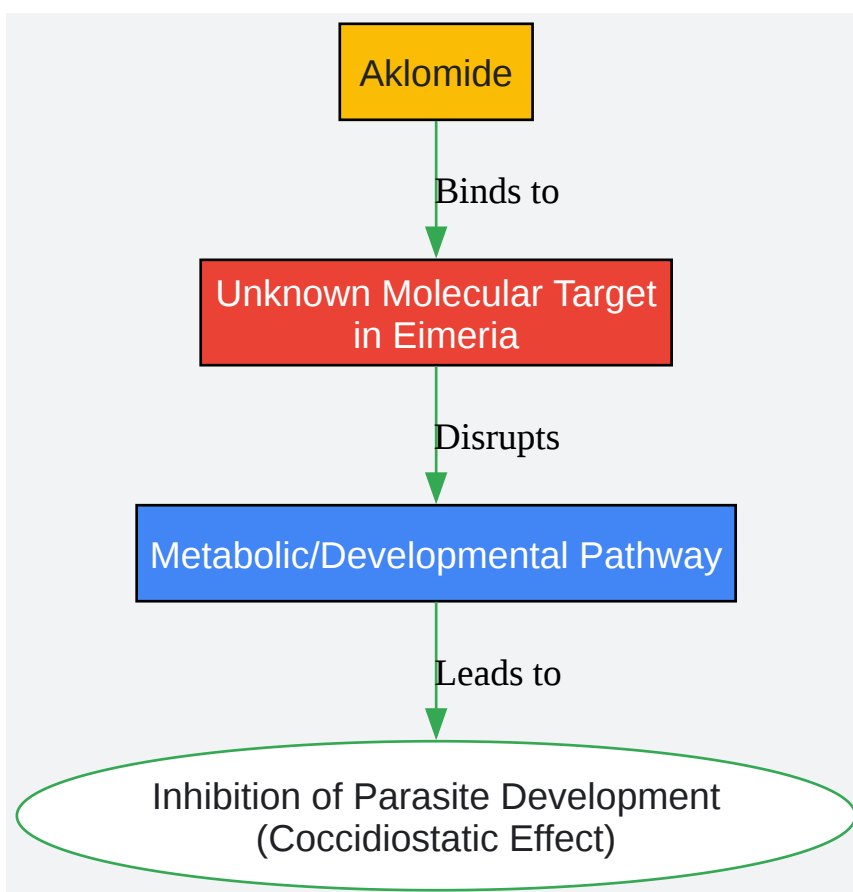 Aklomide
Binds to
Unknown Molecular Target
in Eimeria
Disrupts
Metabolic/Developmental Pathway
Leads to
Inhibition of Parasite Development
(Coccidiostatic Effect)